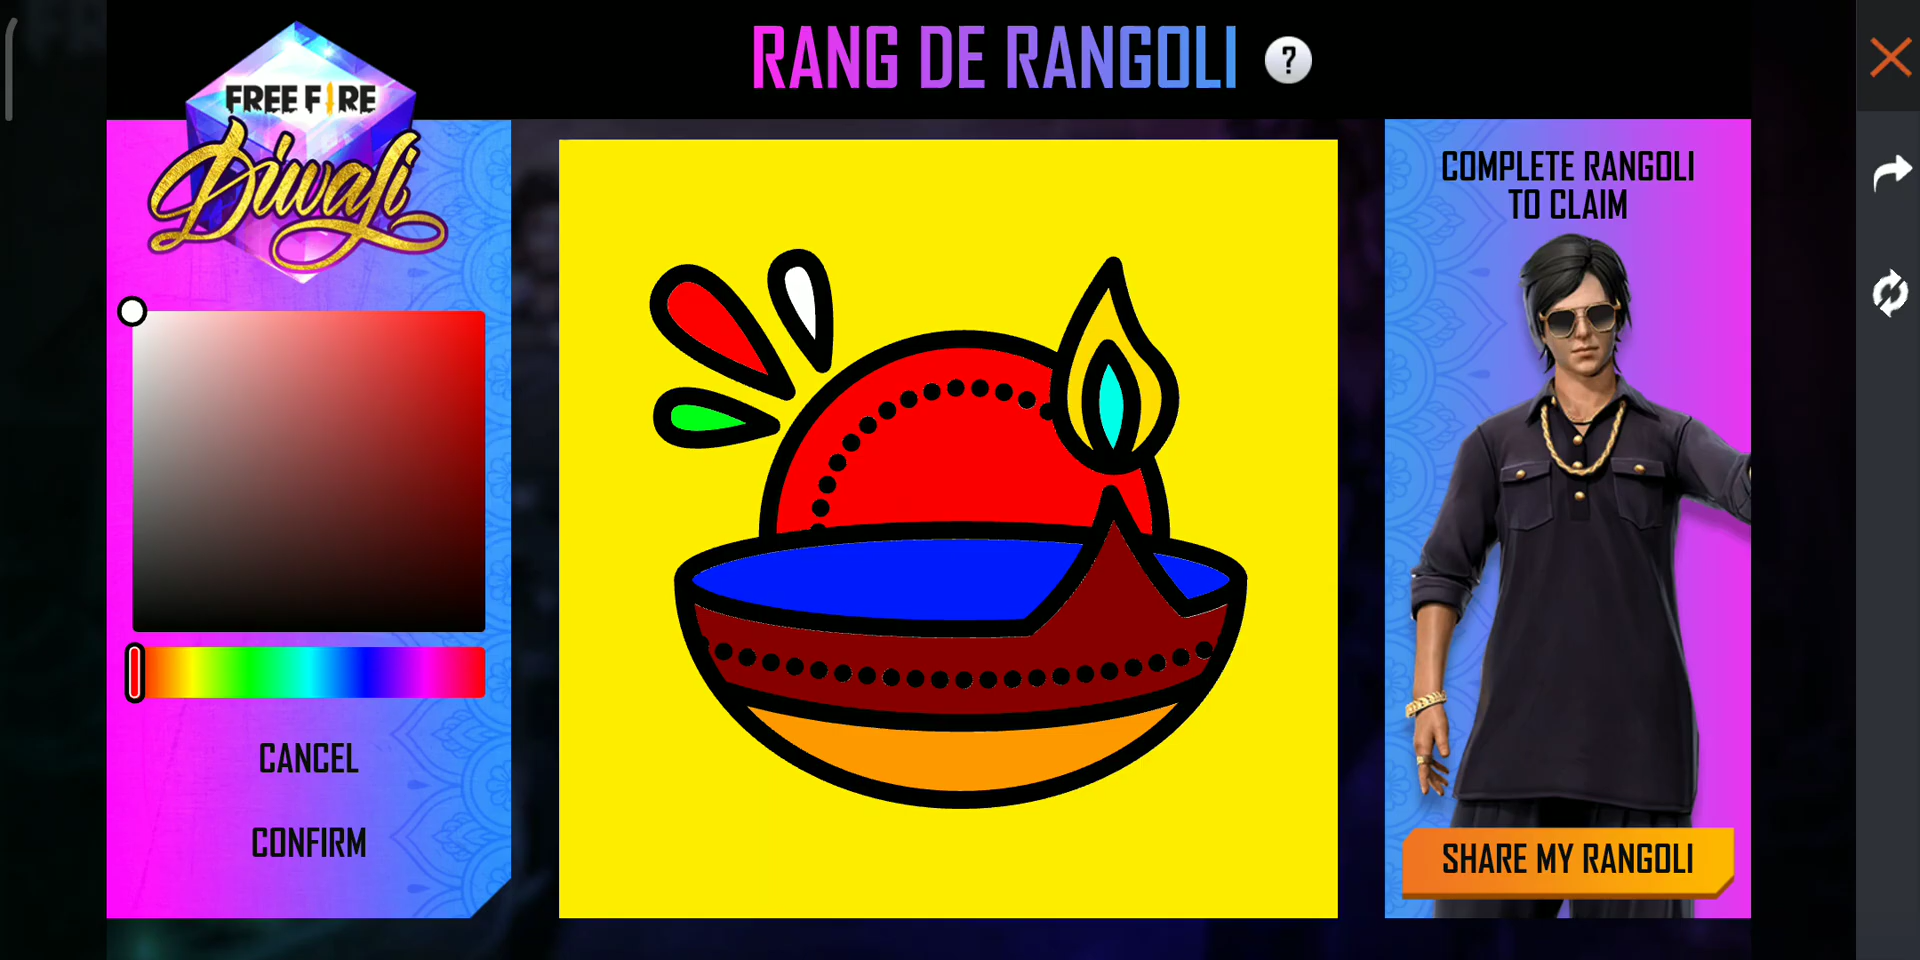 RANG DE RANGOLI ?
FREE FIRE
Diwali
CANCEL
CONFIRM
COMPLETE RANGOLI
TO CLAIM
SHARE MY RANGOLI